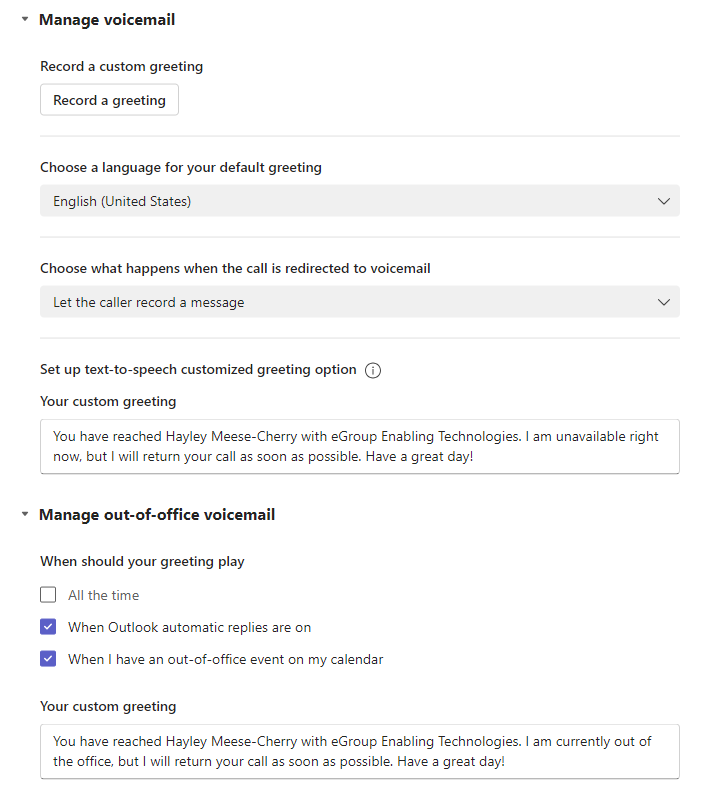 Manage voicemail
Record a custom greeting
Record a greeting
Choose a language for your default greeting
English (United States)
Choose what happens when the call is redirected to voicemail
Let the caller record a message
Set up text-to-speech customized greeting option
Your custom greeting
You have reached Hayley Meese-Cherry with eGroup Enabling Technologies. I am unavailable right
now, but I will return your call as soon as possible. Have a great day!
Manage out-of-office voicemail
When should your greeting play
All the time
When Outlook automatic replies are on
When I have an out-of-office event on my calendar
Your custom greeting
You have reached Hayley Meese-Cherry with eGroup Enabling Technologies. I am currently out of
the office, but I will return your call as soon as possible. Have a great day!